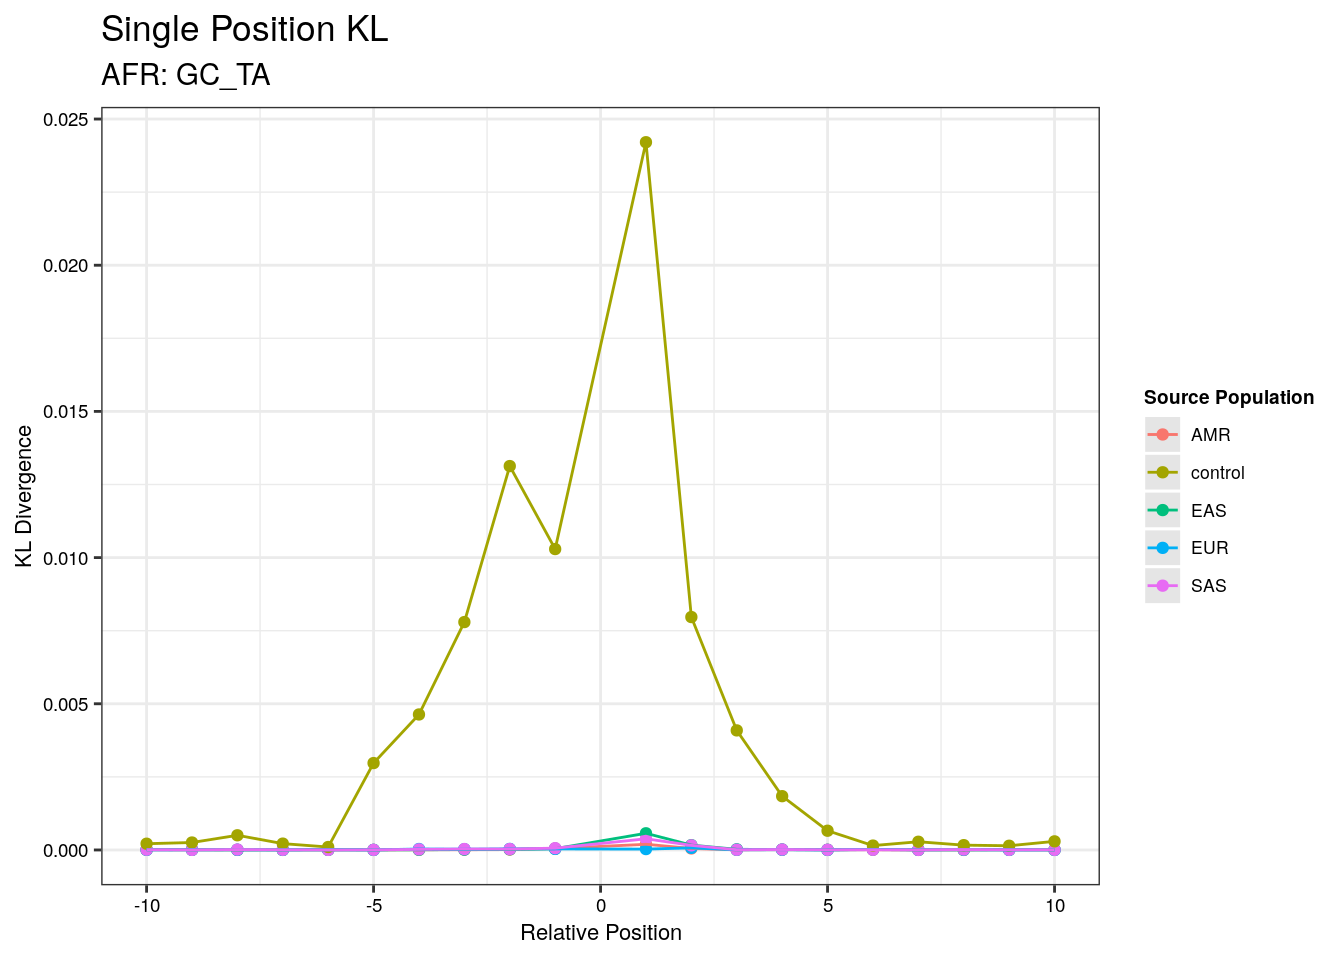 Single Position KL
AFR: GC_TA
0.025
0.020
0.015
0.010
0.005
0.000
KL Divergence
-10
-5
0
5
10
Relative Position
Source Population
AMR
control
EAS
EUR
SAS